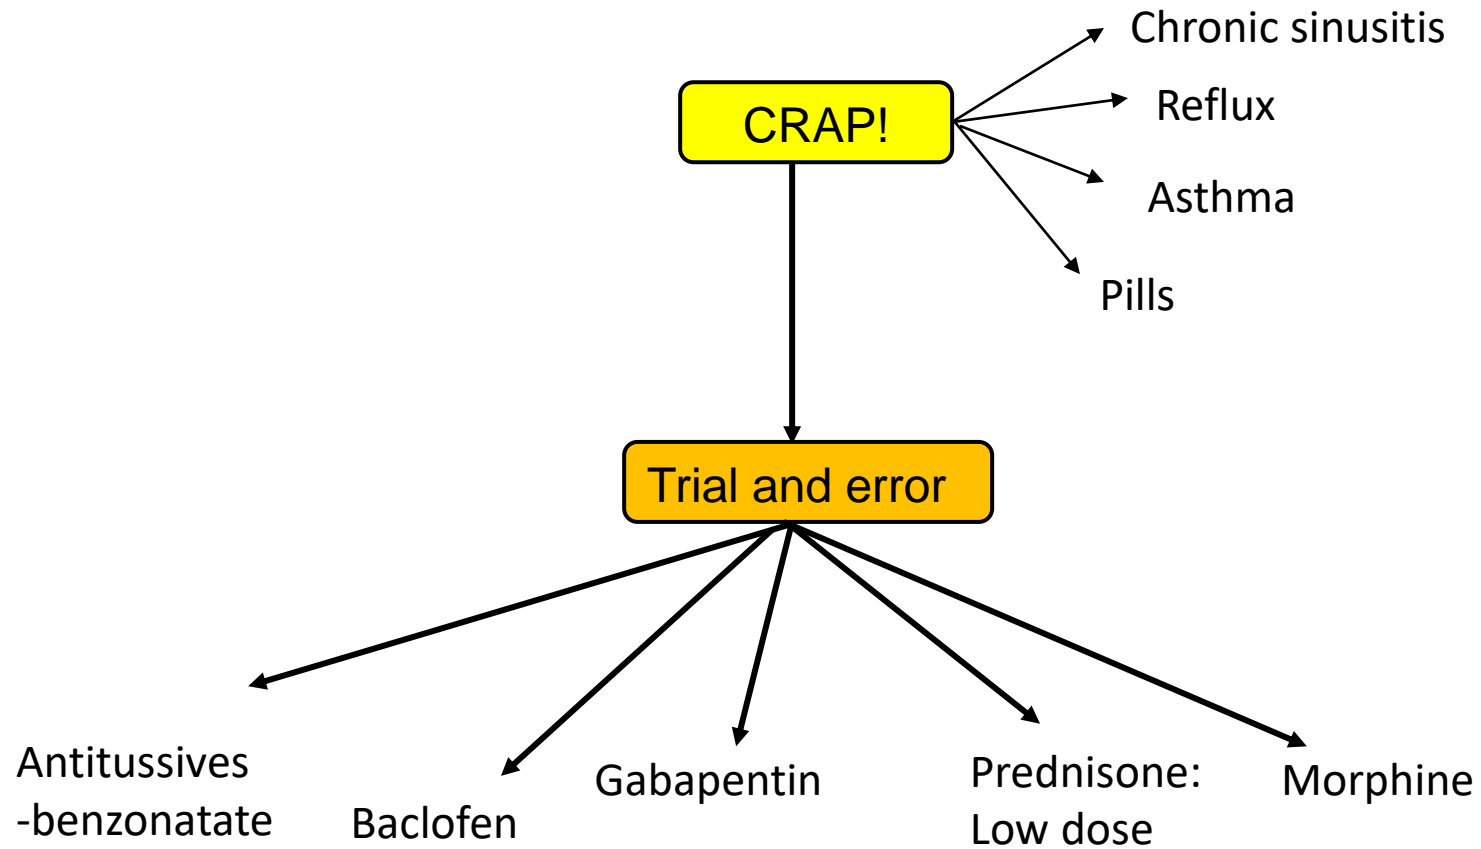 Chronic sinusitis
CRAP!
Reflux
Asthma
Pills
Trial and error
Antitussives
-benzonatate
Baclofen
Gabapentin
Prednisone:
Low dose
Morphine